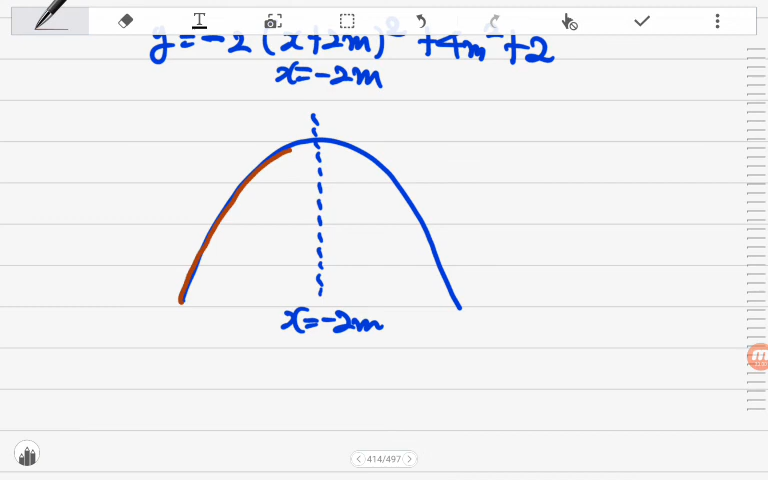 y=-2(x+2m)² +4m²+2
x=-2m
x=-2m
414/497